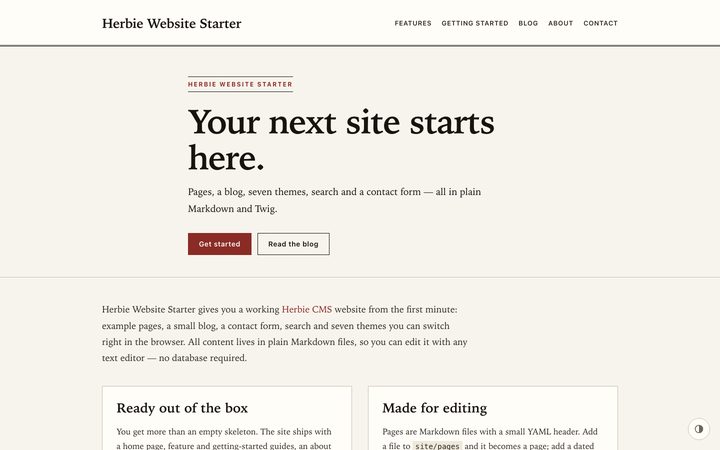 Herbie Website Starter
FEATURES GETTING STARTED BLOG ABOUT CONTACT
HERBIE WEBSITE STARTER
Your next site starts
here.
Pages, a blog, seven themes, search and a contact form — all in plain
Markdown and Twig.
Get started Read the blog
Herbie Website Starter gives you a working Herbie CMS website from the first minute:
example pages, a small blog, a contact form, search and seven themes you can switch
right in the browser. All content lives in plain Markdown files, so you can edit it with any
text editor — no database required.
Ready out of the box
You get more than an empty skeleton. The site ships with
a home page, feature and getting-started guides, an about
Made for editing
Pages are Markdown files with a small YAML header. Add
a file to site/pages and it becomes a page; add a dated